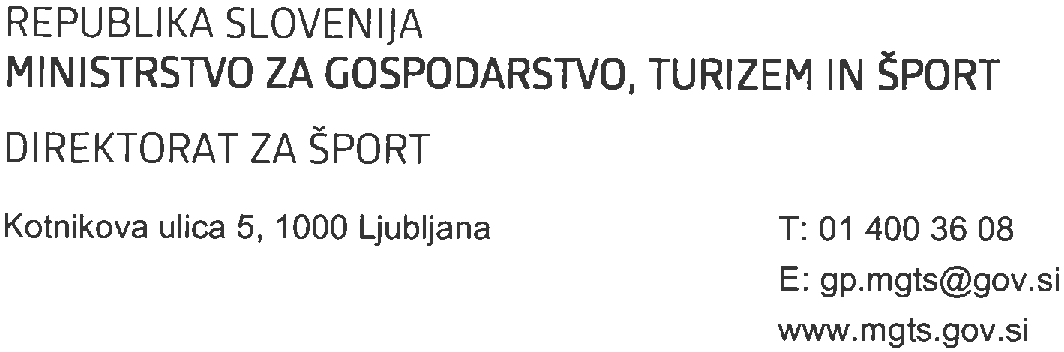 REPUBLIKA SLOVENIJA
MINISTRSTVO ZA GOSPODARSTVO, TURIZEM IN ŠPORT
DIREKTORAT ZA ŠPORT
Kotnikova ulica 5, 1000 Ljubljana T: 01 400 36 08
E: gp.mgts@gov.si
www.mgts.gov.si